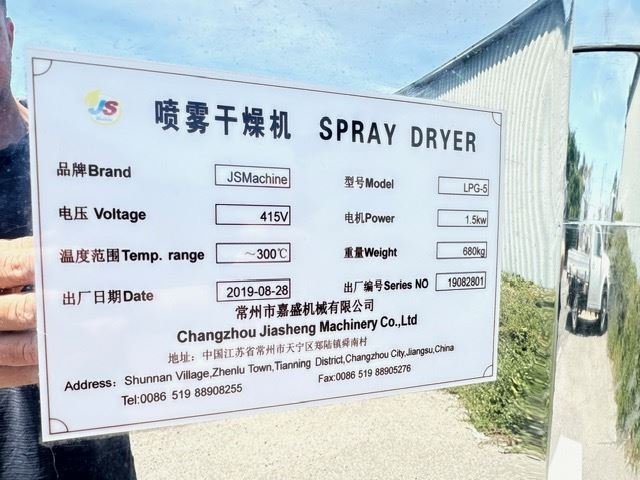 JS
喷雾干燥机 SPRAY DRYER
品牌Brand JSMachine 型号Model LPG-5
电压 Voltage 415V 电机Power 1.5kw
温度范围Temp. range ～300℃ 重量Weight 680kg
出厂日期Date 2019-08-28 出厂编号Series NO 19082801
常州市嘉盛机械有限公司
Changzhou Jiasheng Machinery Co.,Ltd
地址：中国江苏省常州市天宁区郑陆镇舜南村
Address：Shunnan Village,Zhenlu Town,Tianning District,Changzhou City,Jiangsu,China
Tel:0086 519 88908255 Fax:0086 519 88905276